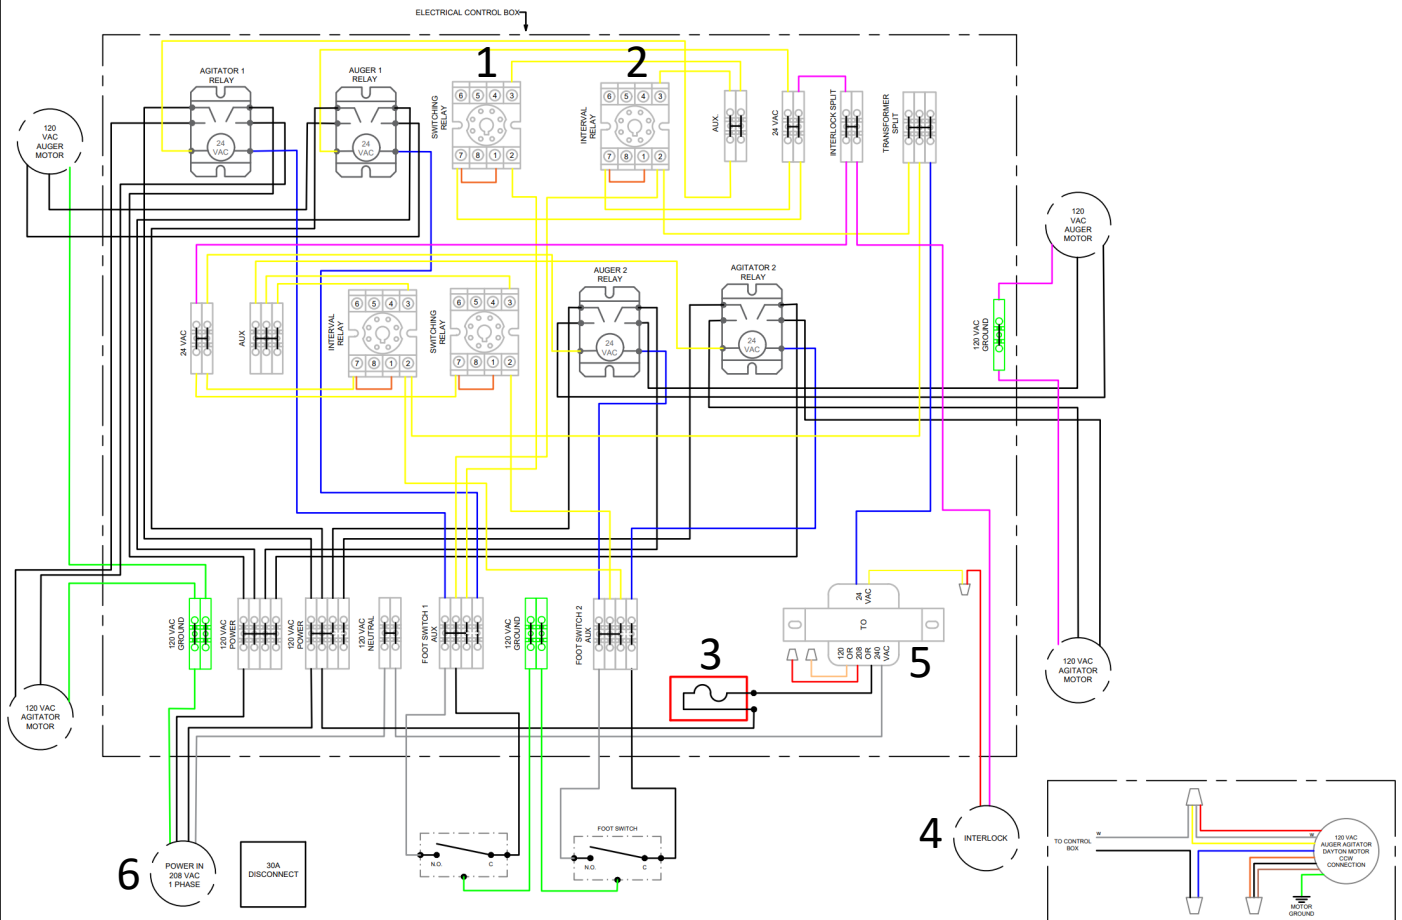 ELECTRICAL CONTROL BOX
1
2
AGITATOR 1
RELAY
AUGER 1
RELAY
SWITCHING
RELAY
6 5 4 3
7 8 1 2
INTERVAL
RELAY
6 5 4 3
7 8 1 2
AUX.
24 VAC
INTERLOCK SPLIT
TRANSFORMER
SPLIT
120
VAC
AUGER
MOTOR
24
VAC
24
VAC
120
VAC
AUGER
MOTOR
AUGER 2
RELAY
AGITATOR 2
RELAY
24 VAC
AUX
INTERVAL
RELAY
6 5 4 3
7 8 1 2
SWITCHING
RELAY
6 5 4 3
7 8 1 2
24
VAC
24
VAC
120 VAC
GROUND
120 VAC
GROUND
120 VAC
POWER
120 VAC
POWER
120 VAC
NEUTRAL
FOOT SWITCH 1
AUX
120 VAC
GROUND
FOOT SWITCH 2
AUX
24
VAC
TO
120
OR
208
OR
240
VAC
3
5
120 VAC
AGITATOR
MOTOR
120 VAC
AGITATOR
MOTOR
4
INTERLOCK
6
POWER IN
208 VAC
1 PHASE
30A
DISCONNECT
N.O.
C
FOOT SWITCH
N.O.
C
TO CONTROL
BOX
W
W
120 VAC
AUGER AGITATOR
DAYTON MOTOR
CCW
CONNECTION
MOTOR
GROUND